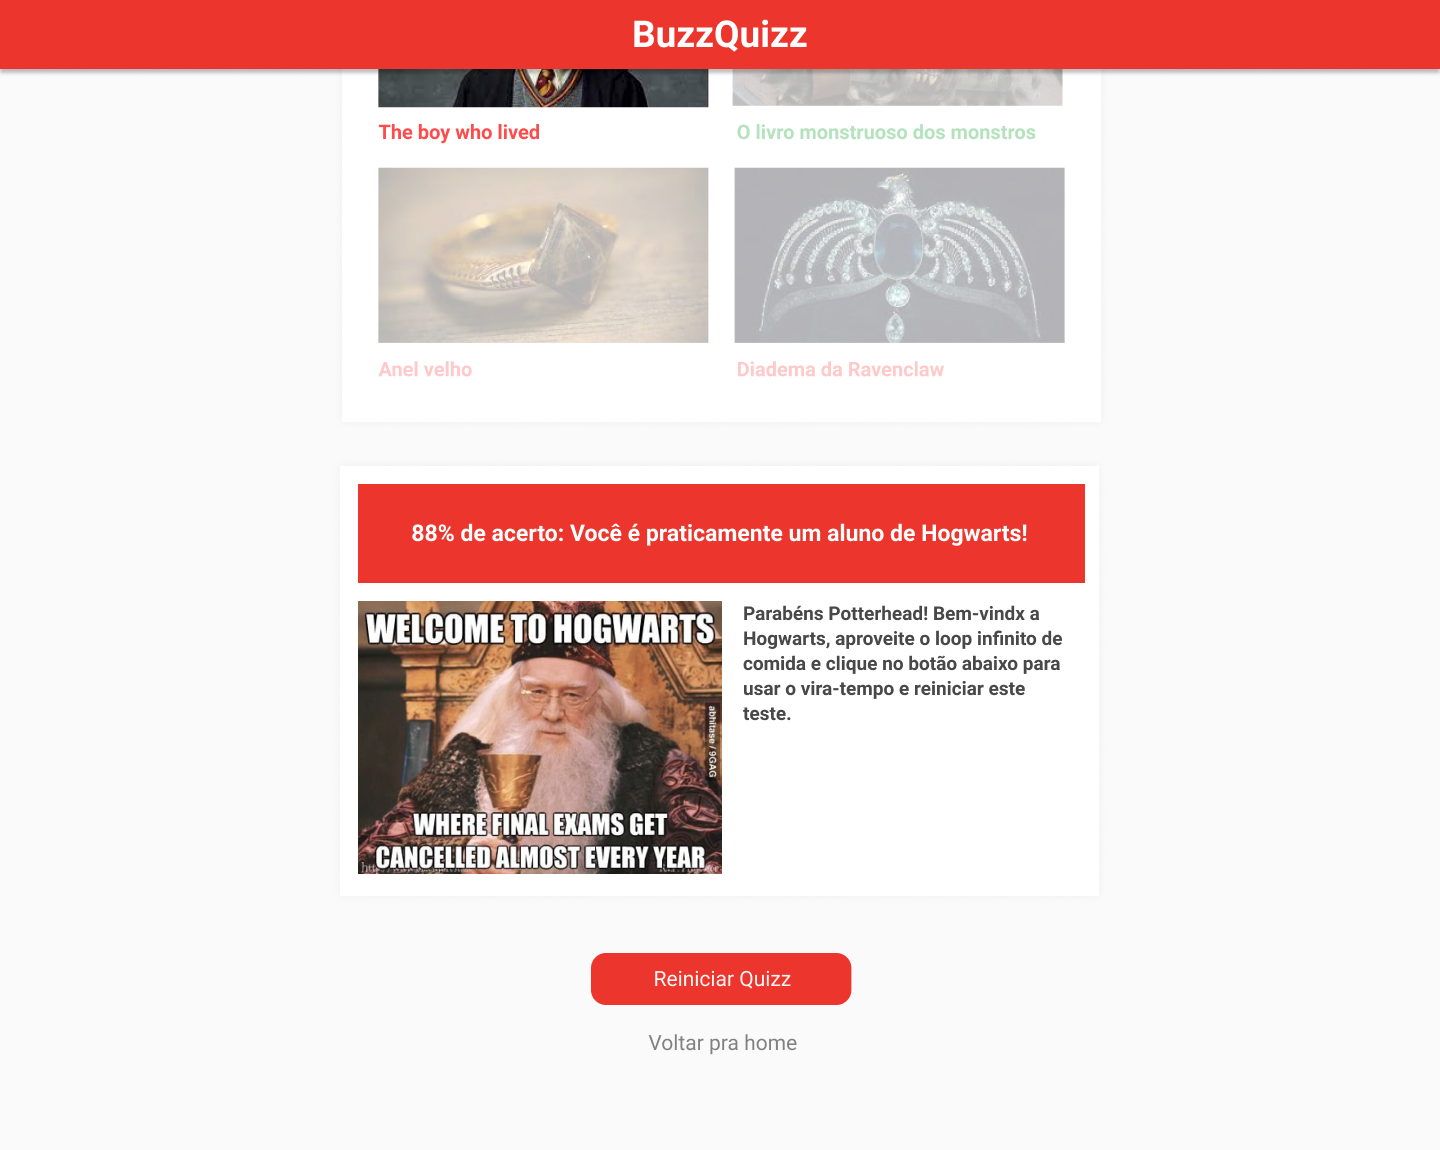 BuzzQuizz
The boy who lived
O livro monstruoso dos monstros
Anel velho
Diadema da Ravenclaw
88% de acerto: Você é praticamente um aluno de Hogwarts!
WELCOME TO HOGWARTS
abhitase / 9GAG
WHERE FINAL EXAMS GET
CANCELLED ALMOST EVERY YEAR
Parabéns Potterhead! Bem-vindx a
Hogwarts, aproveite o loop infinito de
comida e clique no botão abaixo para
usar o vira-tempo e reiniciar este
teste.
Reiniciar Quizz
Voltar pra home